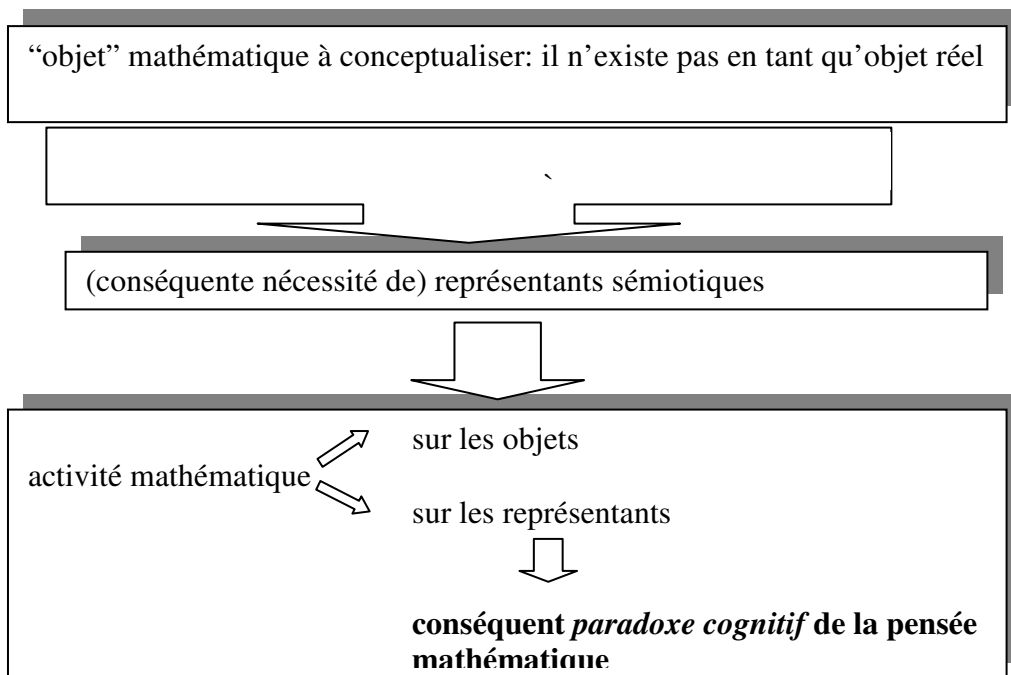 “objet” mathématique à conceptualiser: il n’existe pas en tant qu’objet réel
`
(conséquente nécessité de) représentants sémiotiques
sur les objets
activité mathématique
sur les représentants
conséquent paradoxe cognitif de la pensée
mathématique